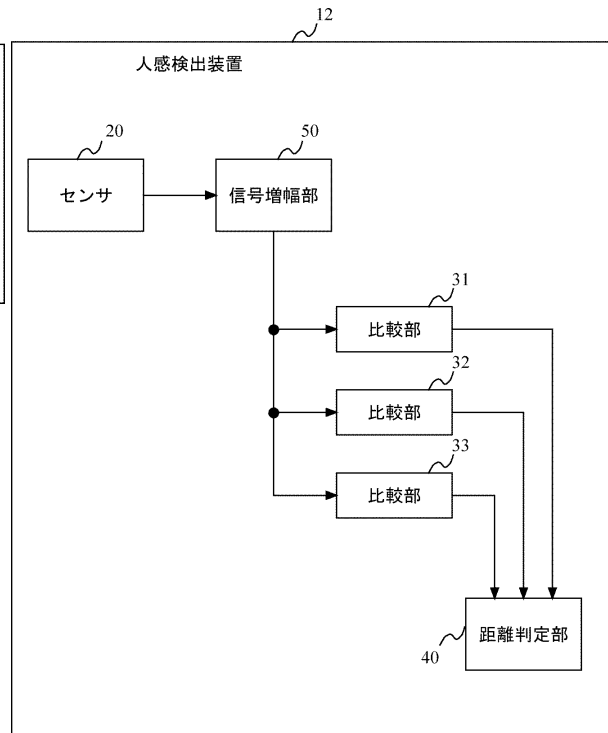 12
人感検出装置
20
50
センサ
信号増幅部
31
比較部
32
比較部
33
比較部
距離判定部
40